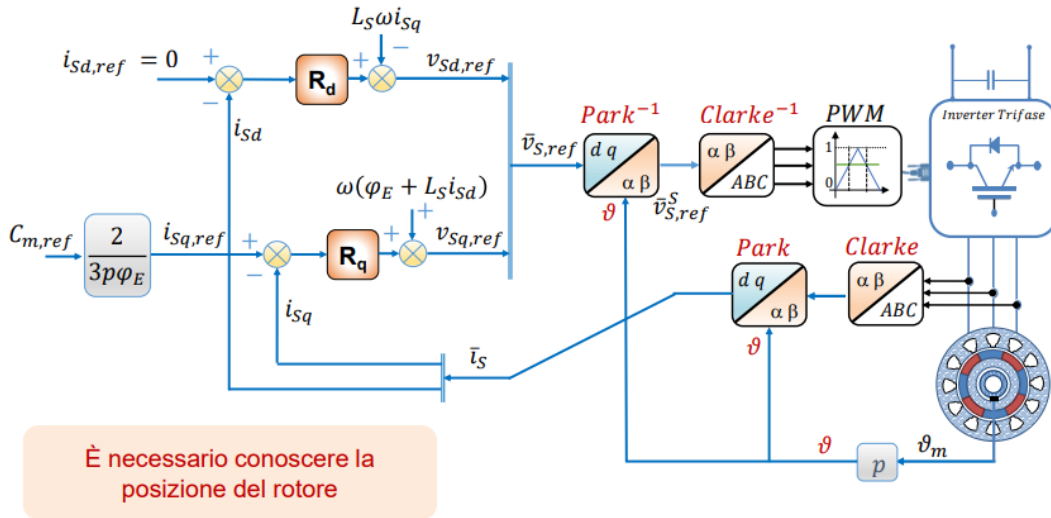 L_S ω i_Sq
i_Sd,ref = 0
+
−
+
−
R_d
v_Sd,ref
i_Sd
Park⁻¹
Clarke⁻¹
PWM
Inverter Trifase
d q
α β
α β
ABC
1
0
v̄_S,ref
ϑ
v̄^S_S,ref
ω(φ_E + L_S i_Sd)
C_m,ref
2
3pφ_E
i_Sq,ref
+
−
R_q
+
+
v_Sq,ref
i_Sq
Park
Clarke
d q
α β
α β
ABC
ϑ
ῑ_S
È necessario conoscere la
posizione del rotore
ϑ
p
ϑ_m